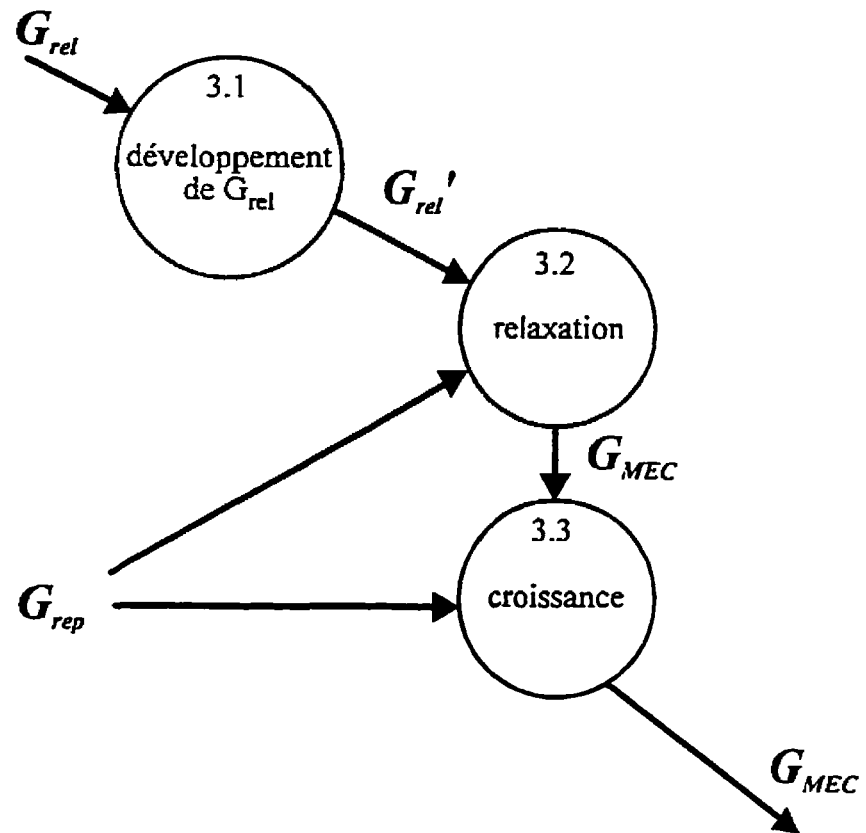 G_rel
3.1
développement
de G_rel
G_rel'
3.2
relaxation
G_MEC
3.3
croissance
G_rep
G_MEC